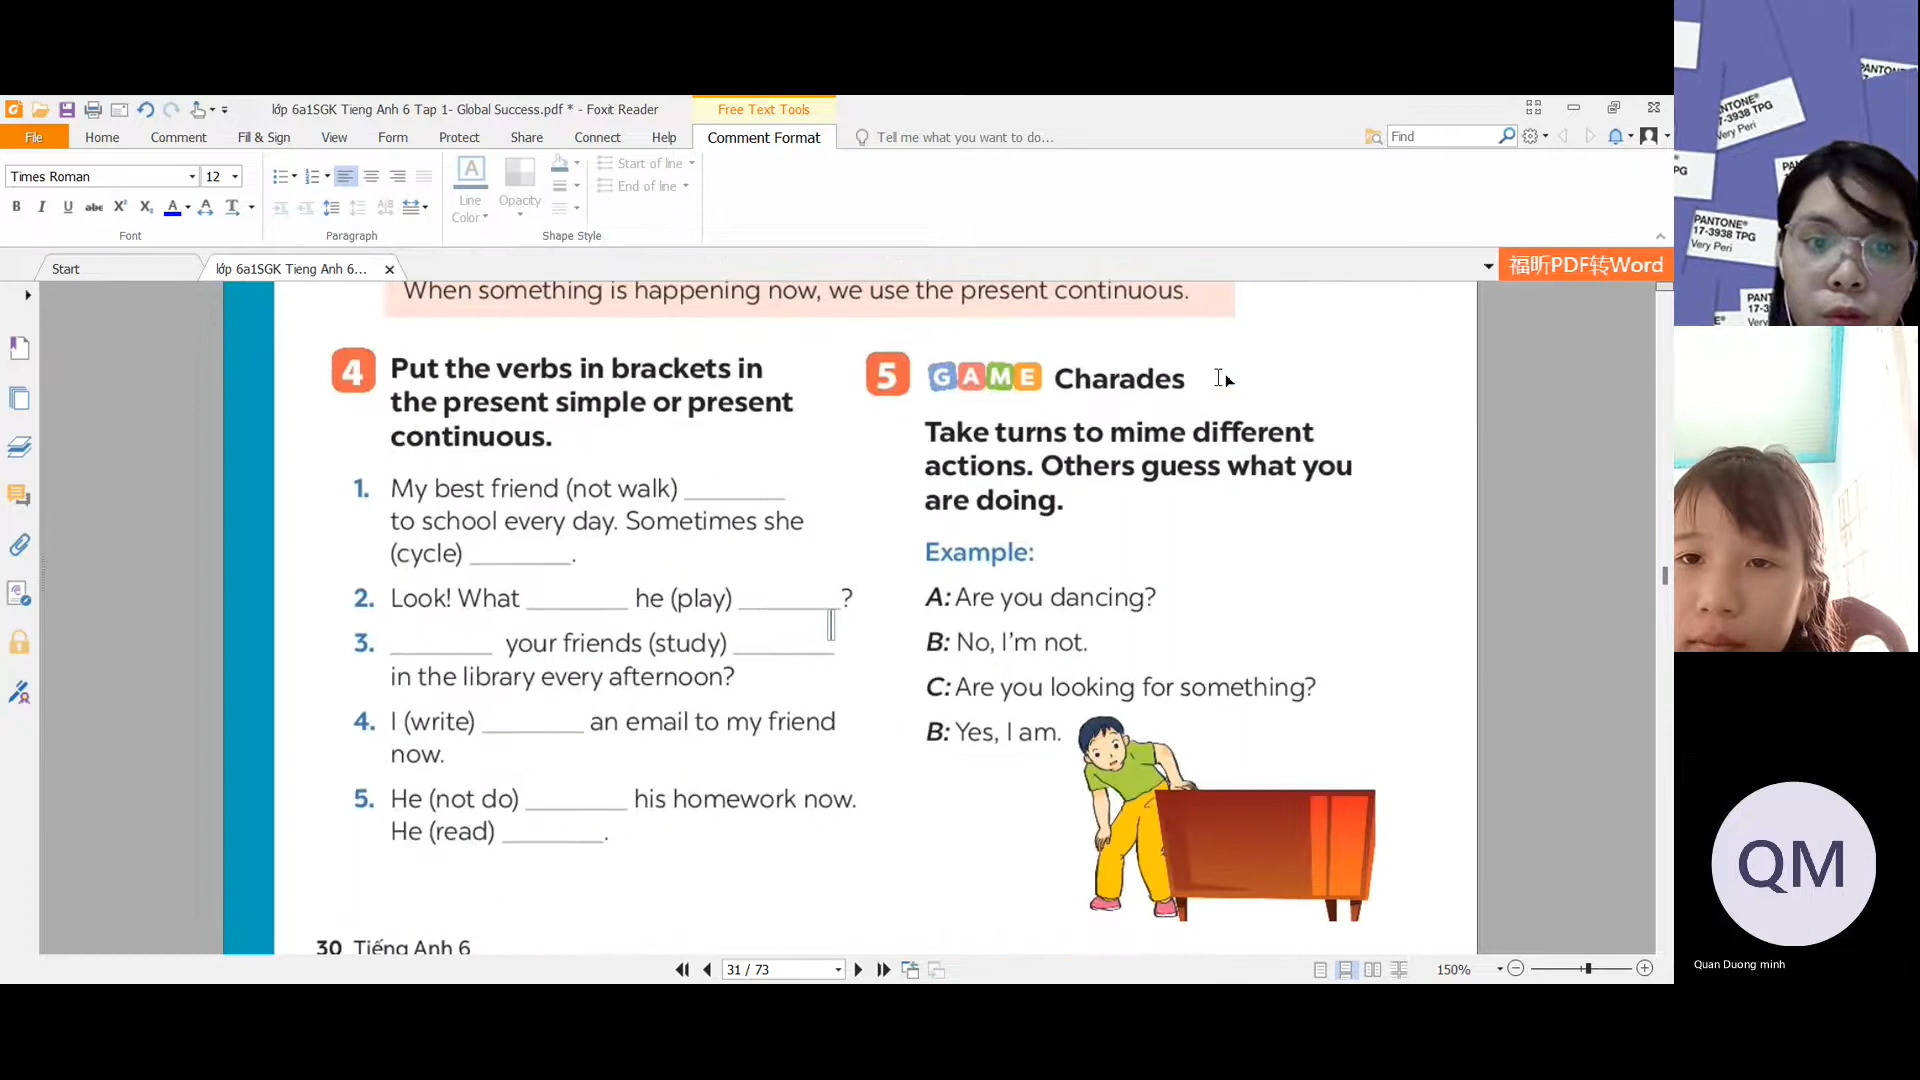 lớp 6a1SGK Tieng Anh 6 Tap 1- Global Success.pdf * - Foxit Reader
Free Text Tools
File Home Comment Fill & Sign View Form Protect Share Connect Help Comment Format Tell me what you want to do... Find
Times Roman 12
Line Color Opacity Start of line
End of line
Font Paragraph Shape Style
Start lớp 6a1SGK Tieng Anh 6... 福昕PDF转Word
When something is happening now, we use the present continuous.
4 Put the verbs in brackets in
the present simple or present
continuous.
1. My best friend (not walk) ________
to school every day. Sometimes she
(cycle) ________.
2. Look! What ________ he (play) ________?
3. ________ your friends (study) ________
in the library every afternoon?
4. I (write) ________ an email to my friend
now.
5. He (not do) ________ his homework now.
He (read) ________.
30 Tiếng Anh 6
5 GAME Charades
Take turns to mime different
actions. Others guess what you
are doing.
Example:
A: Are you dancing?
B: No, I'm not.
C: Are you looking for something?
B: Yes, I am.
31 / 73
150%
PANTONE®
17-3938 TPG
Very Peri
QM
Quan Duong minh